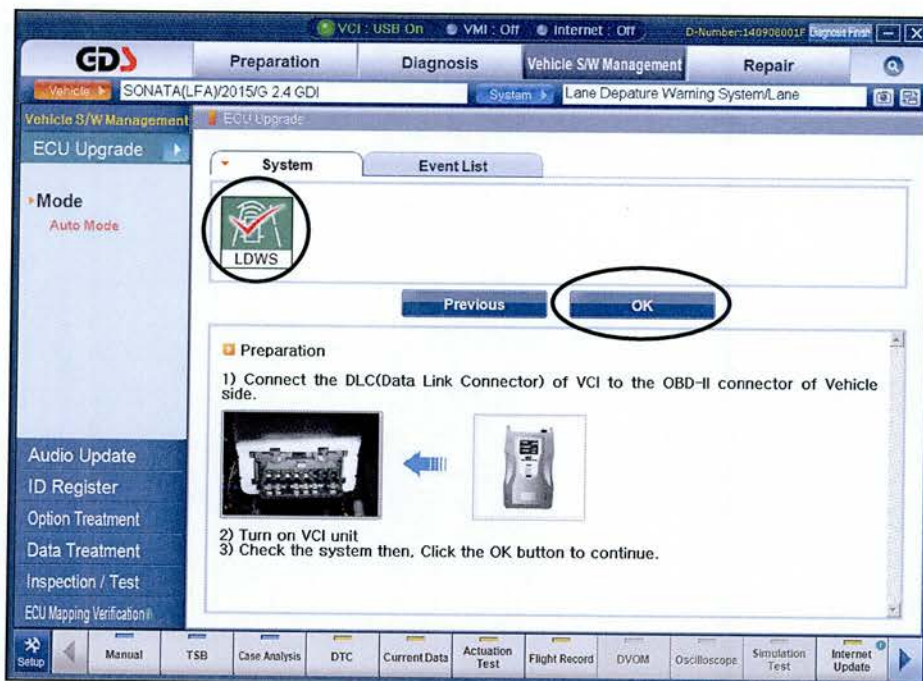 VCI : USB On VMI : Off Internet : Off D-Number:140908001F Diagnosis Finish
GDS Preparation Diagnosis Vehicle S/W Management Repair
Vehicle SONATA(LFA)/2015/G 2.4 GDI System Lane Depature Warning System/Lane
Vehicle S/W Management ECU Upgrade
ECU Upgrade
System Event List
Mode
Auto Mode
LDWS
Previous OK
Preparation
1) Connect the DLC(Data Link Connector) of VCI to the OBD-II connector of Vehicle
side.
2) Turn on VCI unit
3) Check the system then, Click the OK button to continue.
Audio Update
ID Register
Option Treatment
Data Treatment
Inspection / Test
ECU Mapping Verification
Setup Manual TSB Case Analysis DTC Current Data Actuation Test Flight Record DVOM Oscilloscope Simulation Test Internet Update